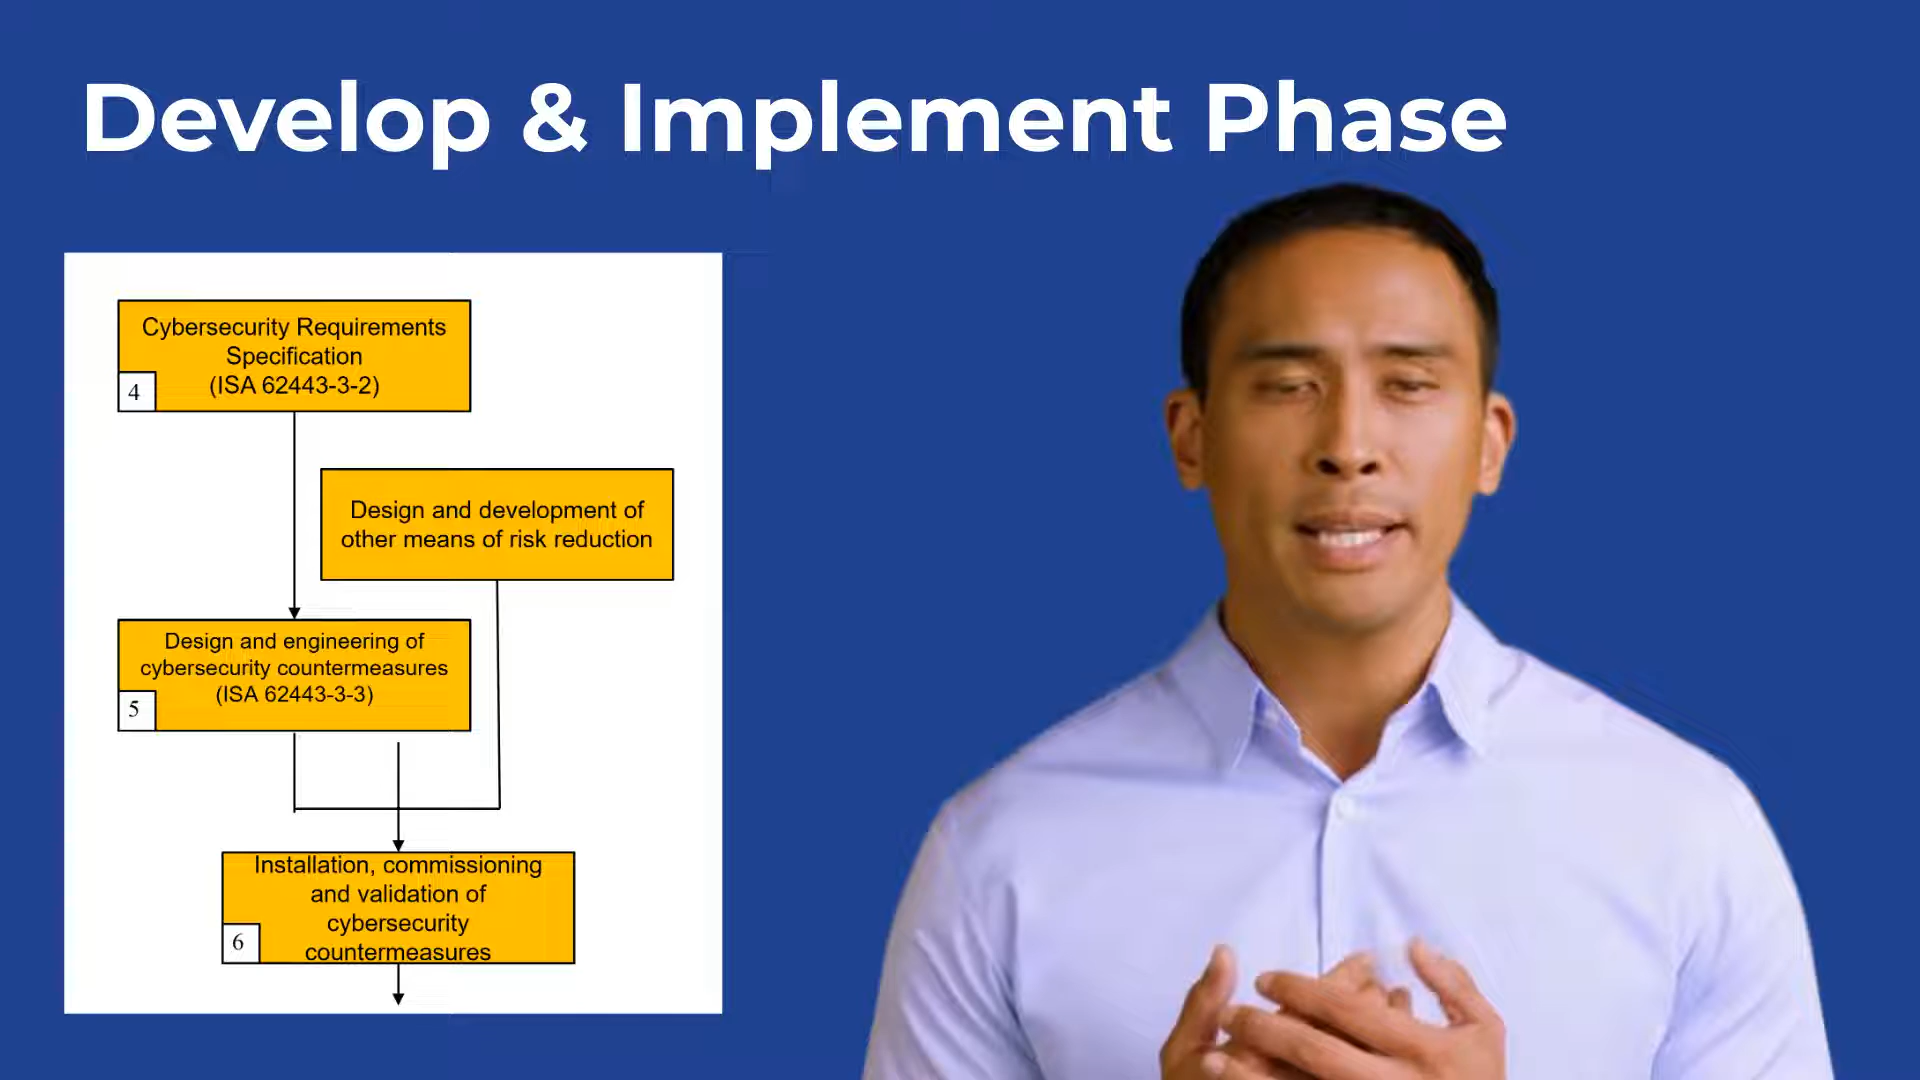 Develop & Implement Phase
Cybersecurity Requirements
Specification
(ISA 62443-3-2)
4
Design and development of
other means of risk reduction
Design and engineering of
cybersecurity countermeasures
(ISA 62443-3-3)
5
Installation, commissioning
and validation of
cybersecurity
countermeasures
6